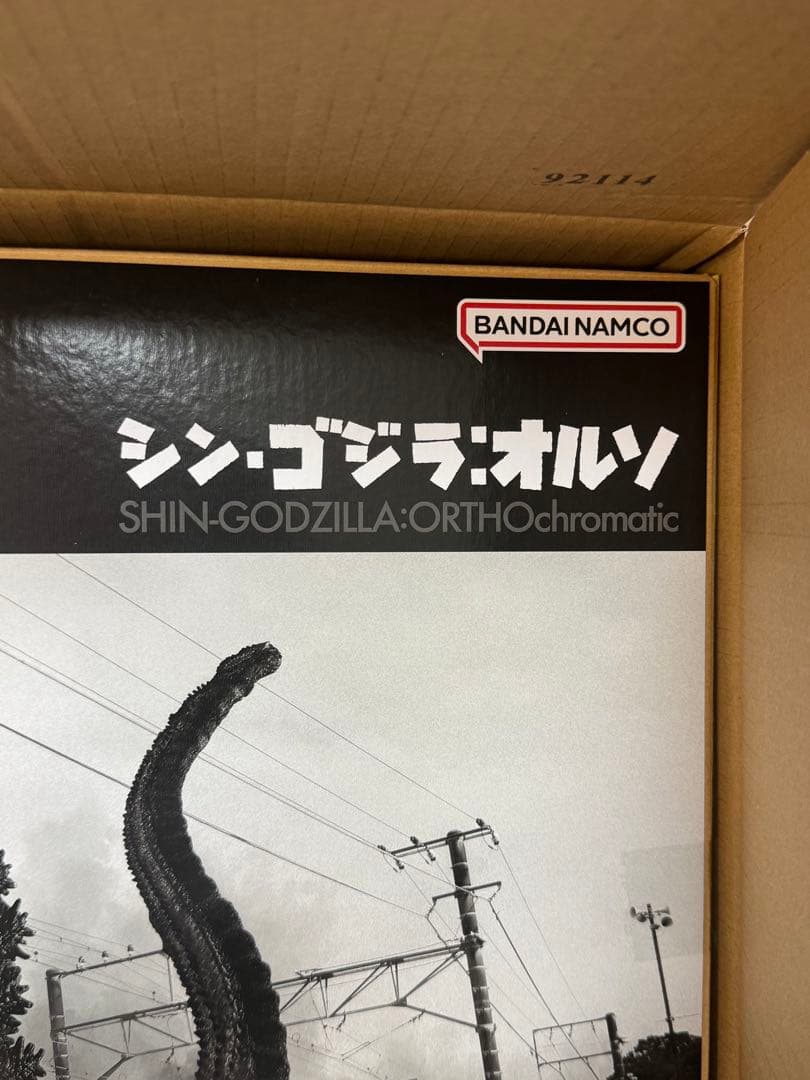 92114
BANDAI NAMCO
シン・ゴジラ:オルソ
SHIN-GODZILLA:ORTHOchromatic